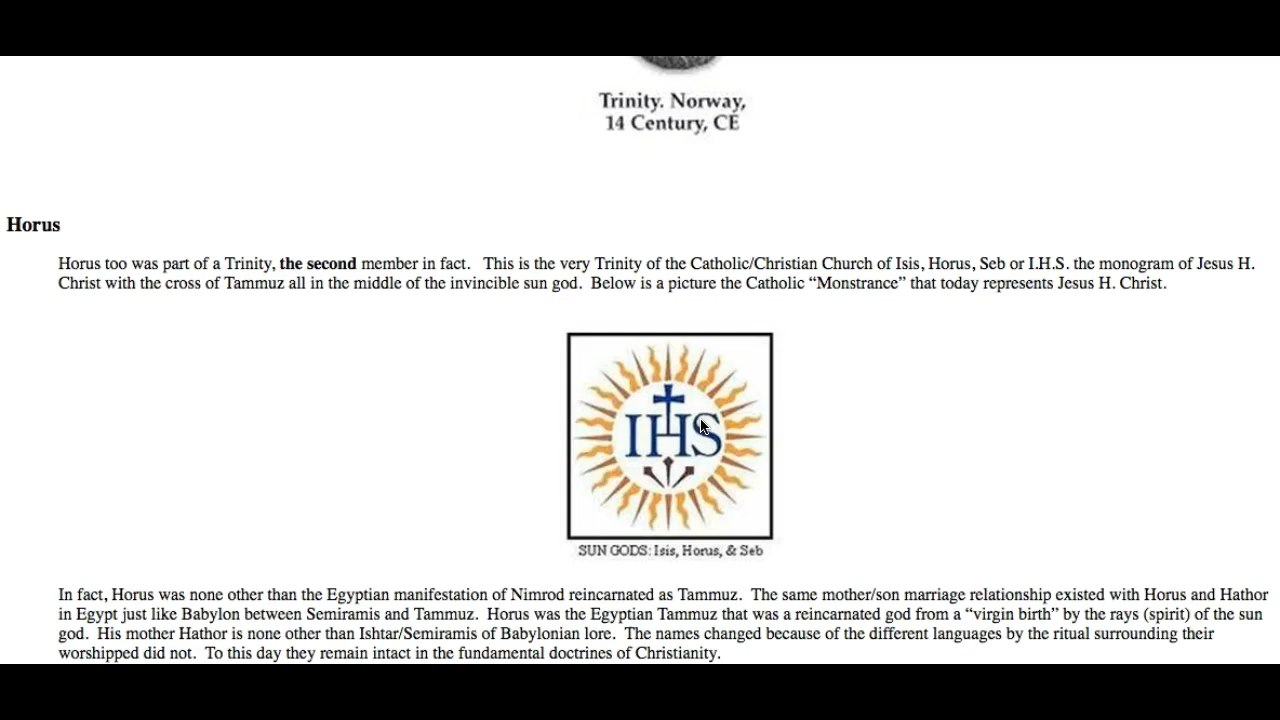 Trinity. Norway,
14 Century, CE
Horus
Horus too was part of a Trinity, the second member in fact. This is the very Trinity of the Catholic/Christian Church of Isis, Horus, Seb or I.H.S. the monogram of Jesus H.
Christ with the cross of Tammuz all in the middle of the invincible sun god. Below is a picture the Catholic “Monstrance” that today represents Jesus H. Christ.
IHS
SUN GODS: Isis, Horus, & Seb
In fact, Horus was none other than the Egyptian manifestation of Nimrod reincarnated as Tammuz. The same mother/son marriage relationship existed with Horus and Hathor
in Egypt just like Babylon between Semiramis and Tammuz. Horus was the Egyptian Tammuz that was a reincarnated god from a “virgin birth” by the rays (spirit) of the sun
god. His mother Hathor is none other than Ishtar/Semiramis of Babylonian lore. The names changed because of the different languages by the ritual surrounding their
worshipped did not. To this day they remain intact in the fundamental doctrines of Christianity.